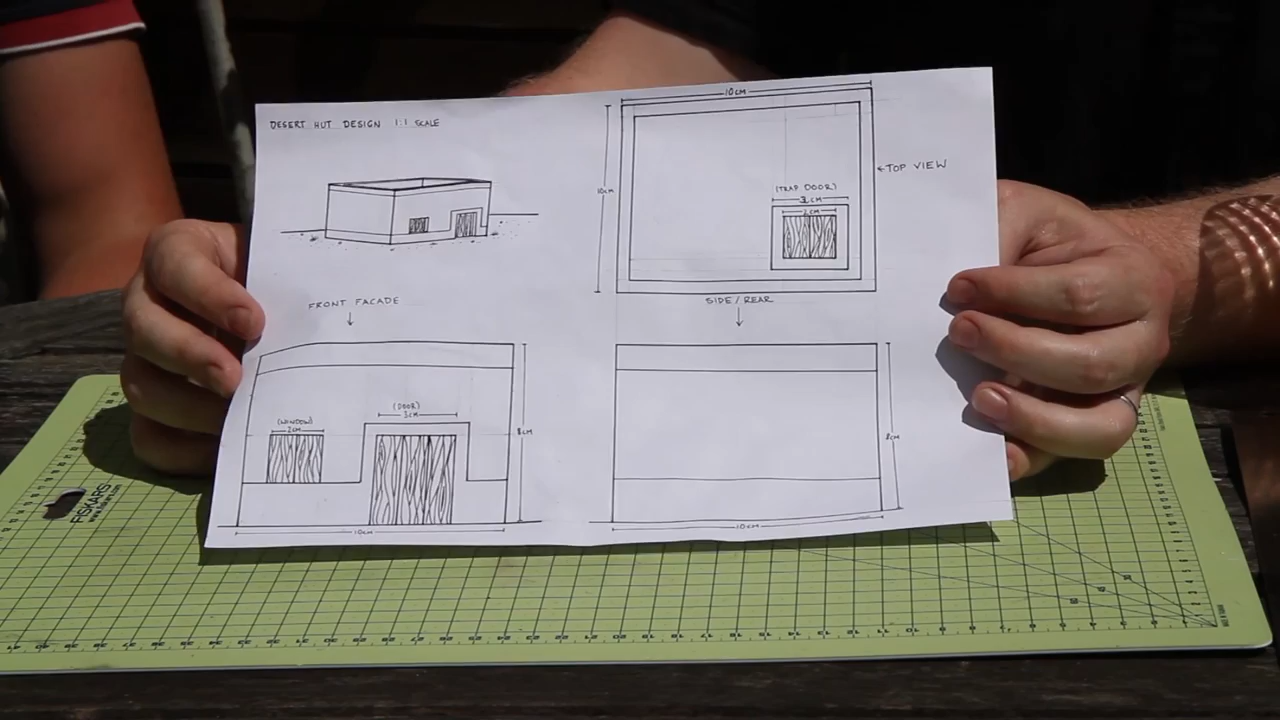 DESERT HUT DESIGN 1:1 SCALE
10CM
10CM
TOP VIEW
(TRAP DOOR)
2CM
FRONT FACADE
SIDE / REAR
(WINDOW)
2CM
(DOOR)
3CM
8CM
8CM
10CM
10CM
FISKARS